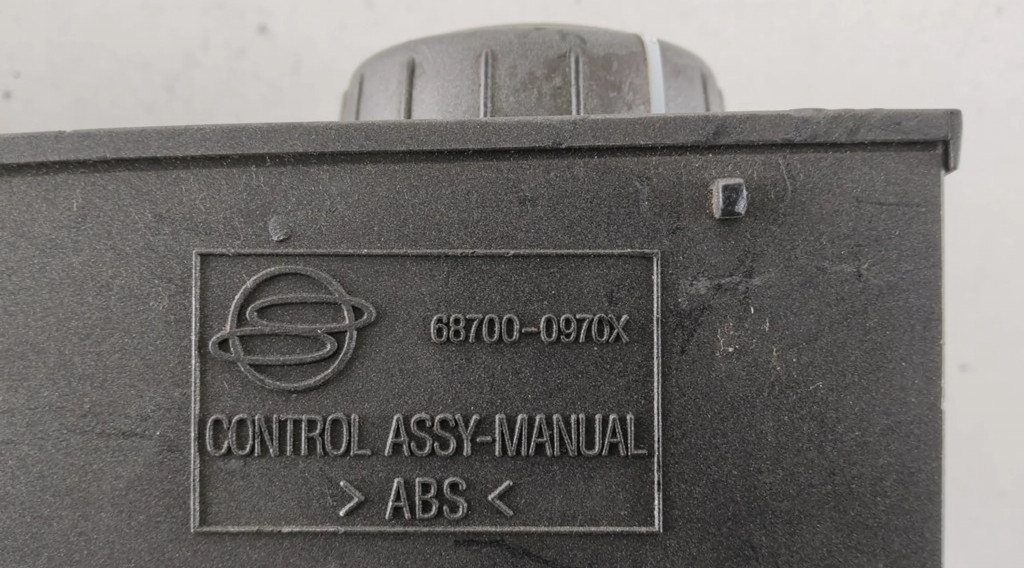 68700-0970X
CONTROL ASSY-MANUAL
> ABS <